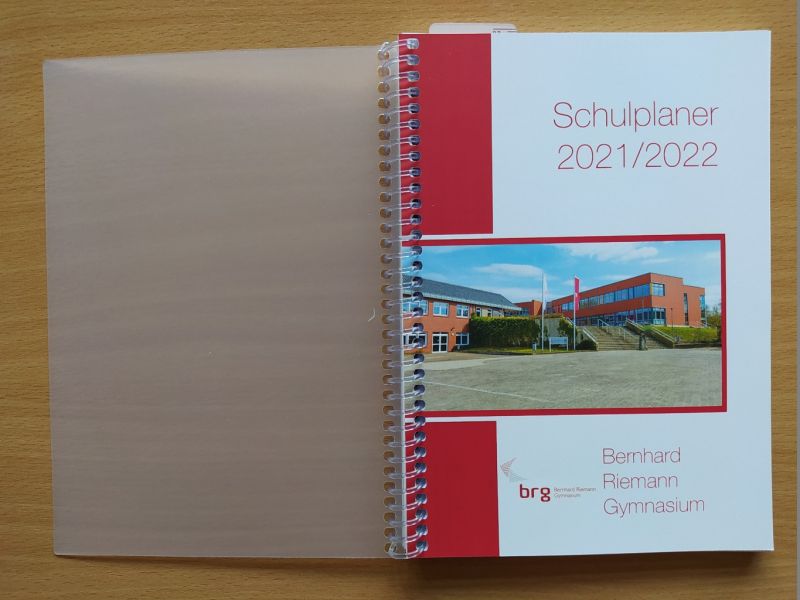 Schulplaner
2021/2022
Bernhard
Riemann
Gymnasium
brg
Bernhard Riemann
Gymnasium